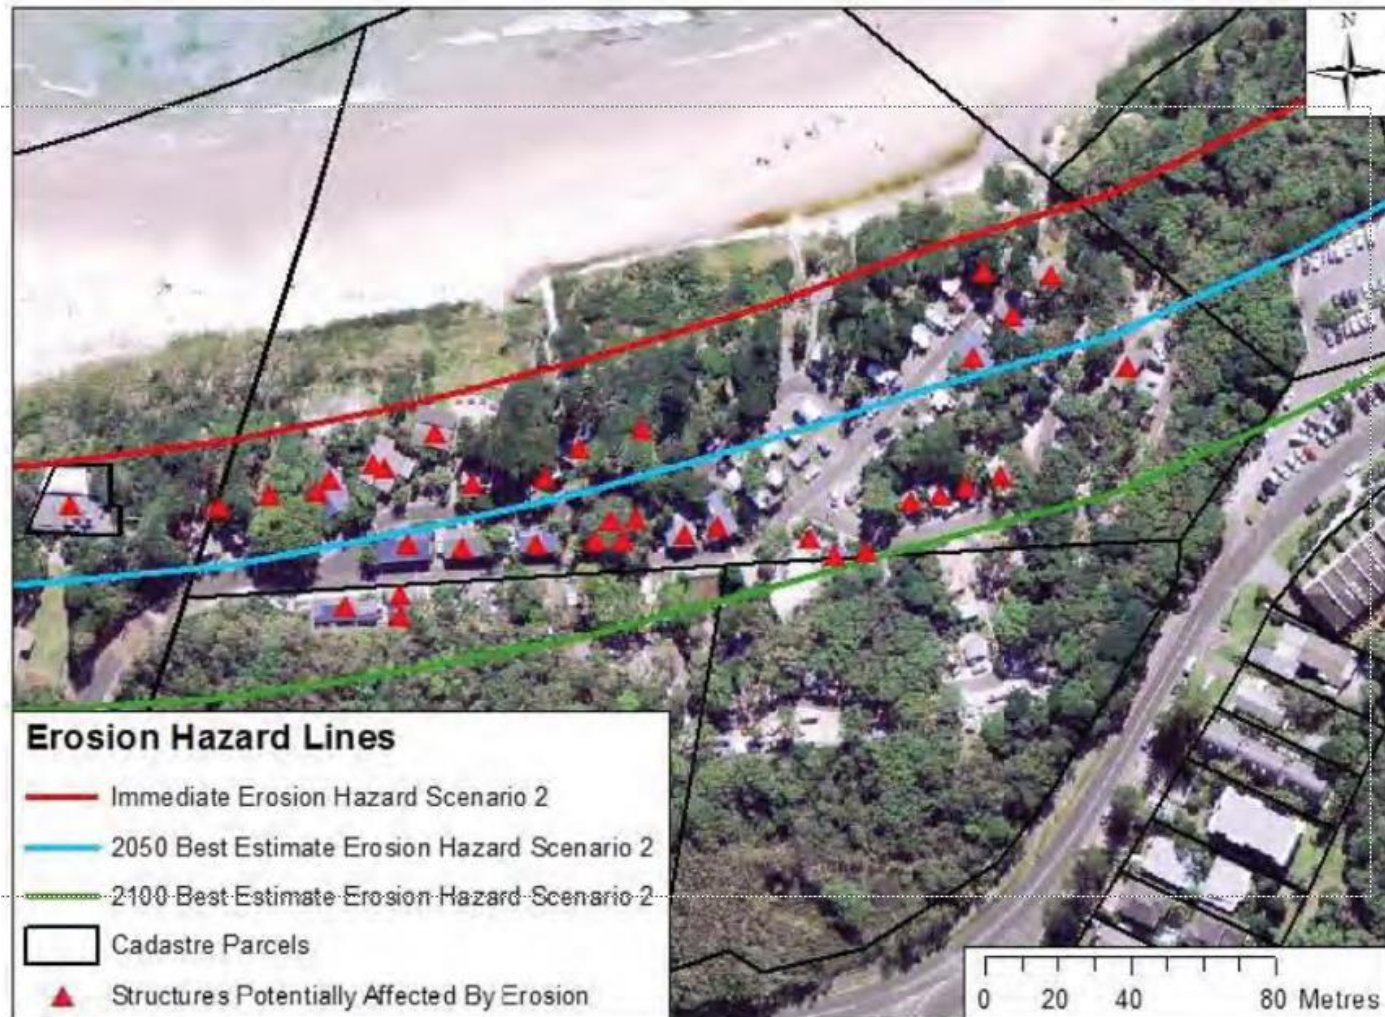 N
Erosion Hazard Lines
Immediate Erosion Hazard Scenario 2
2050 Best Estimate Erosion Hazard Scenario 2
2100 Best Estimate Erosion Hazard Scenario 2
Cadastre Parcels
Structures Potentially Affected By Erosion
0 20 40 80 Metres